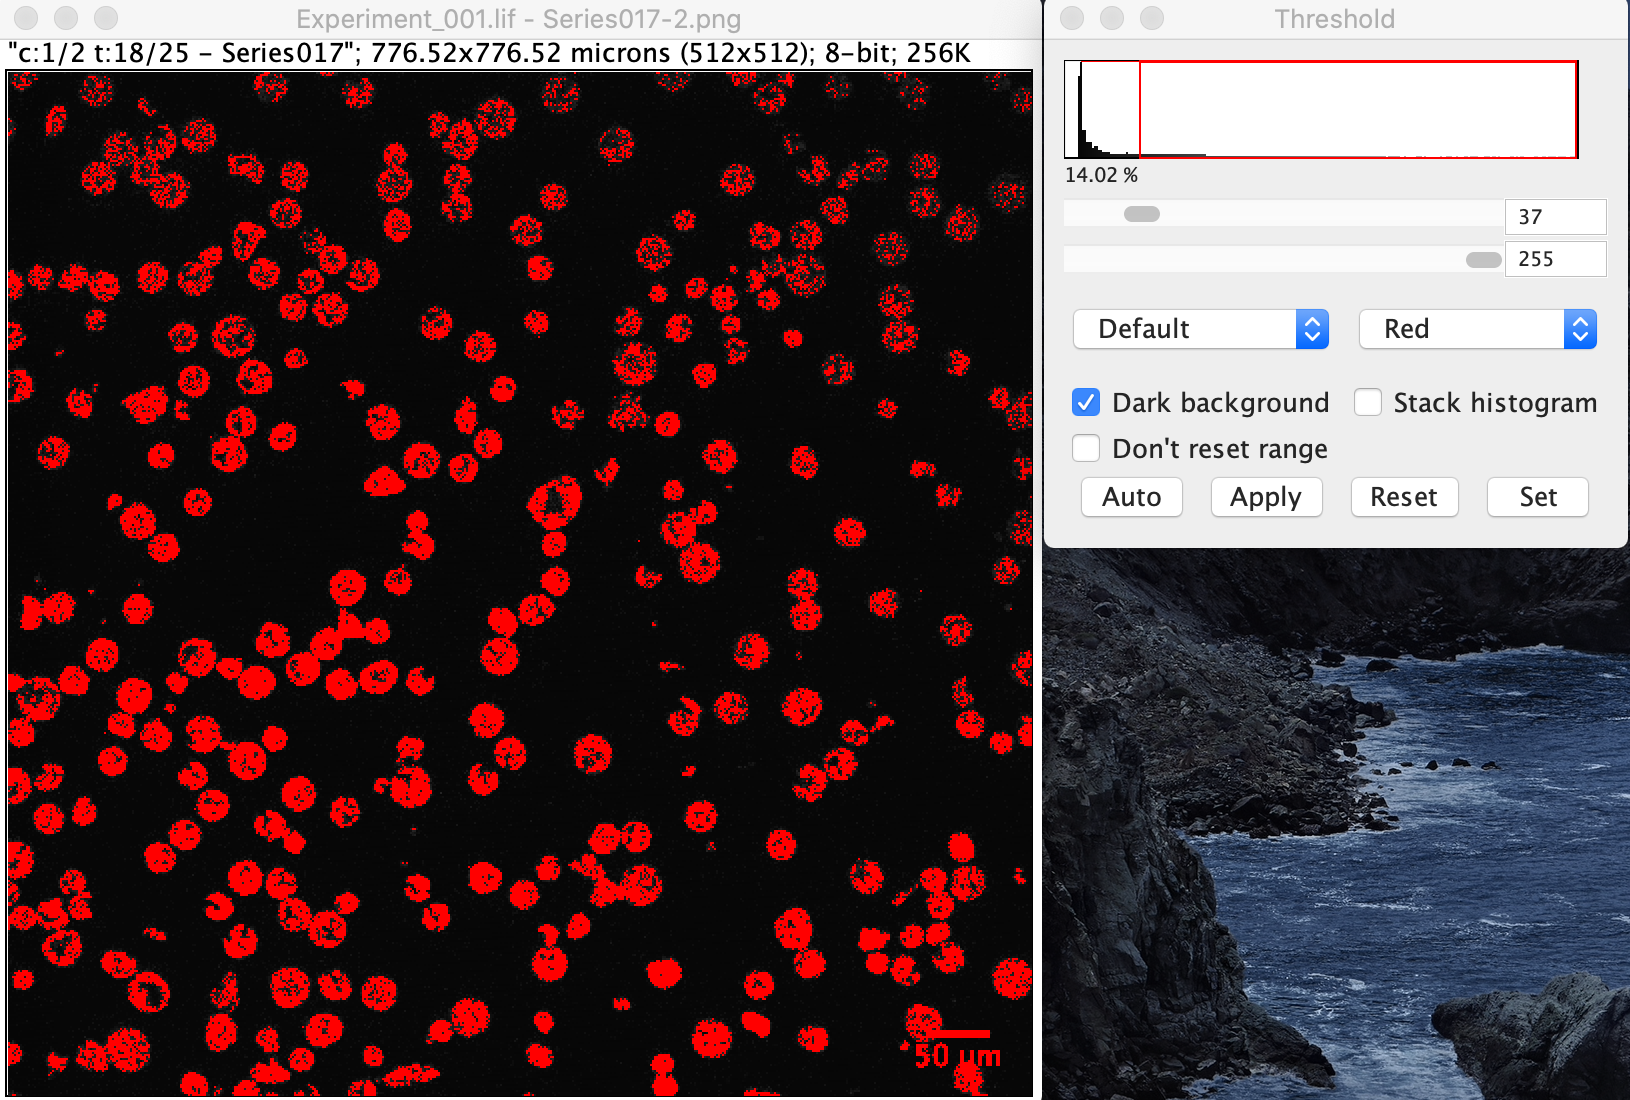 Experiment_001.lif - Series017-2.png
"c:1/2 t:18/25 – Series017"; 776.52x776.52 microns (512x512); 8-bit; 256K
50 um
Threshold
14.02 %
37
255
Default
Red
Dark background
Stack histogram
Don't reset range
Auto
Apply
Reset
Set